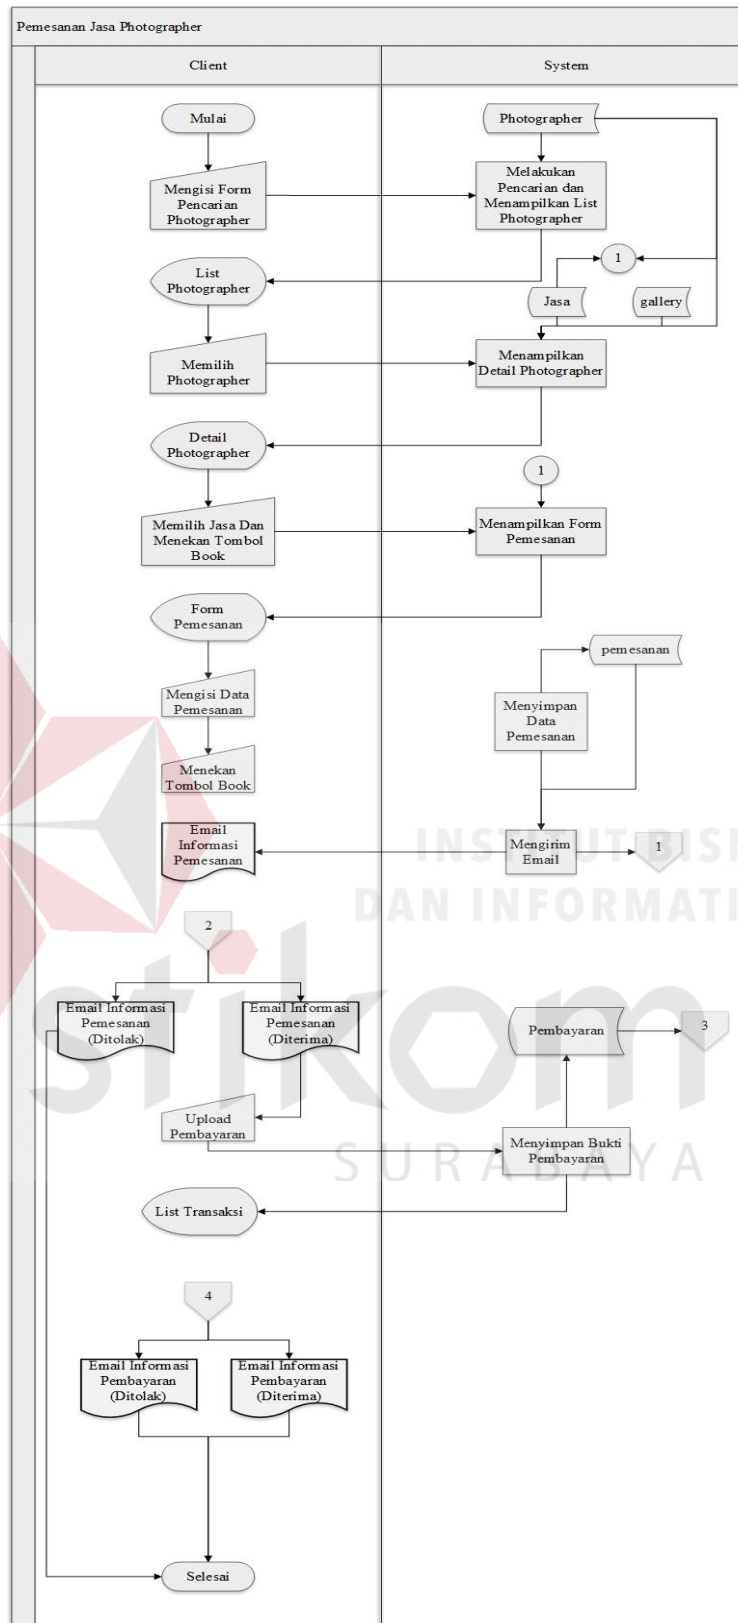 Pemesanan Jasa Photographer
Client
System
Mulai
Photographer
Mengisi Form
Pencarian
Photographer
Melakukan
Pencarian dan
Menampilkan List
Photographer
1
List
Photographer
Jasa
gallery
Memilih
Photographer
Menampilkan
Detail Photographer
Detail
Photographer
1
Memilih Jasa Dan
Menekan Tombol
Book
Menampilkan Form
Pemesanan
Form
Pemesanan
pemesanan
Mengisi Data
Pemesanan
Menyimpan
Data
Pemesanan
Menekan
Tombol Book
Email
Informasi
Pemesanan
Mengirim
Email
1
INSTITUT BISN
DAN INFORMATI
2
Email Informasi
Pemesanan
(Ditolak)
Email Informasi
Pemesanan
(Diterima)
Pembayaran
3
stikom
SURABAYA
Upload
Pembayaran
Menyimpan Bukti
Pembayaran
List Transaksi
4
Email Informasi
Pembayaran
(Ditolak)
Email Informasi
Pembayaran
(Diterima)
Selesai